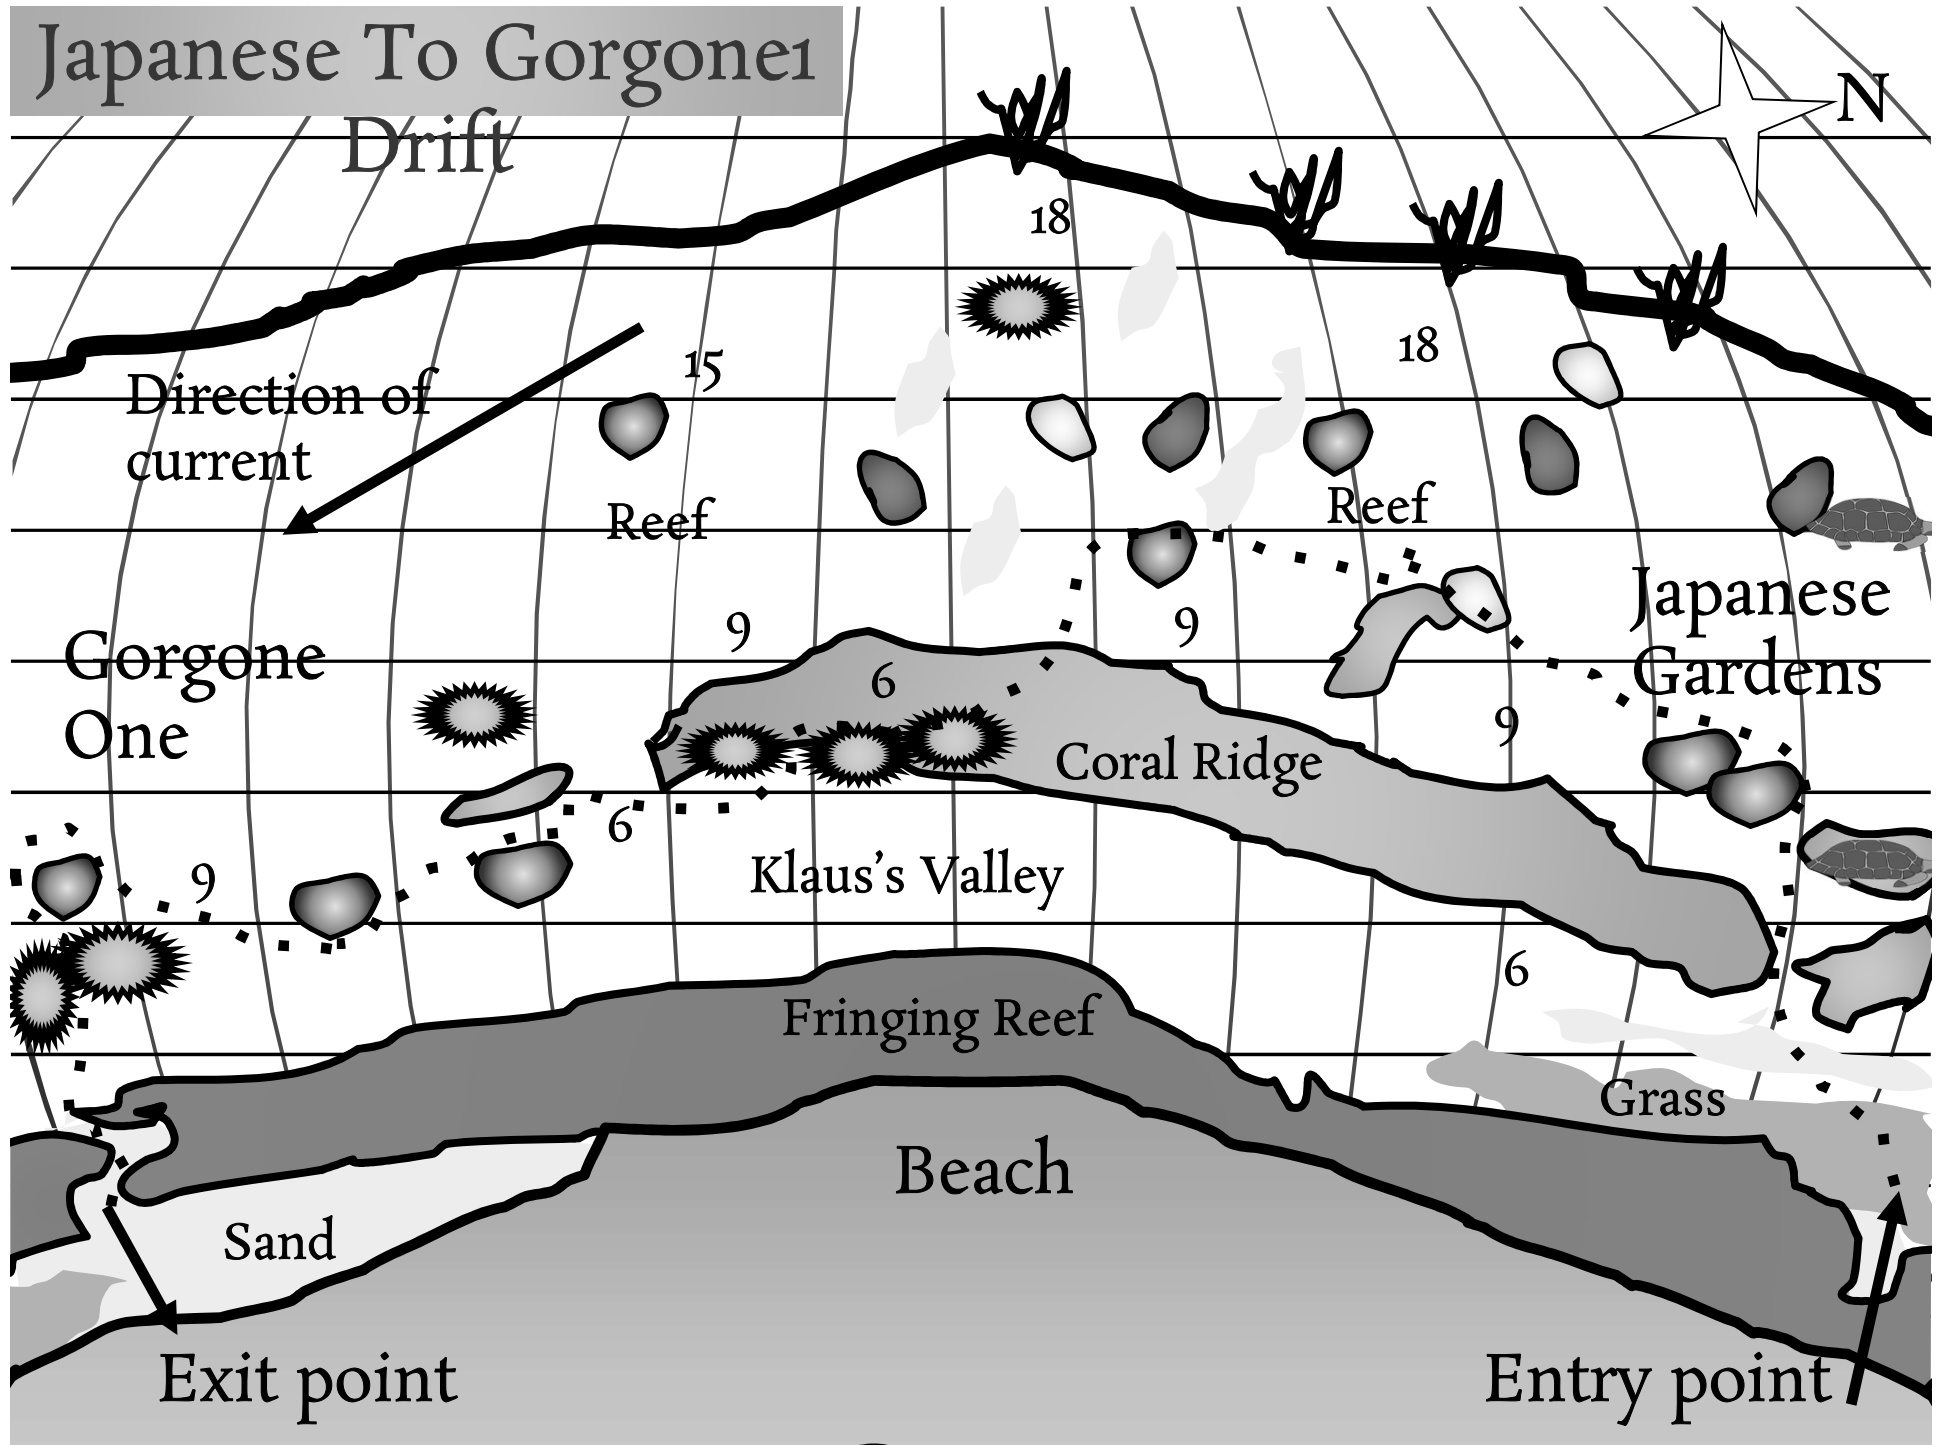 Japanese To Gorgone1
Drift
N
18
18
15
Direction of
current
Reef
Reef
Japanese
Gardens
9
9
Gorgone
One
6
9
Coral Ridge
6
Klaus's Valley
9
6
Fringing Reef
Grass
Beach
Sand
Exit point
Entry point